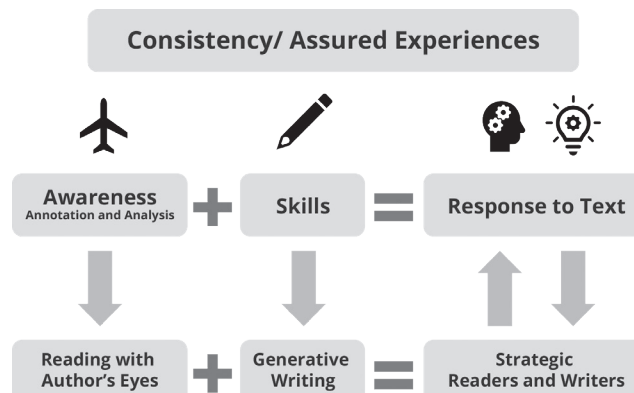 Consistency/ Assured Experiences
Awareness
Annotation and Analysis
+
Skills
=
Response to Text
Reading with
Author's Eyes
+
Generative
Writing
=
Strategic
Readers and Writers